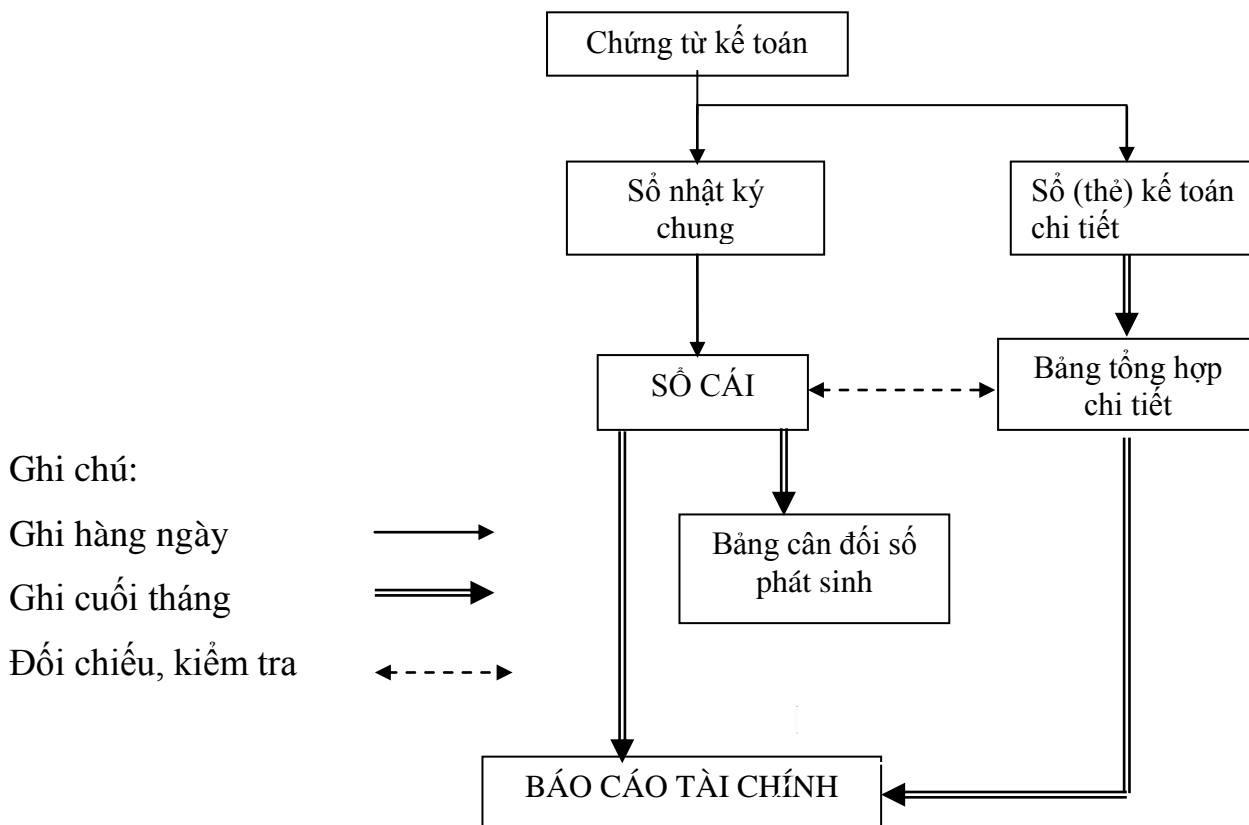 Chứng từ kế toán
Sổ nhật ký
chung
Sổ (thẻ) kế toán
chi tiết
SỔ CÁI
Bảng tổng hợp
chi tiết
Ghi chú:
Ghi hàng ngày
Ghi cuối tháng
Đối chiếu, kiểm tra
Bảng cân đối số
phát sinh
BÁO CÁO TÀI CHÍNH